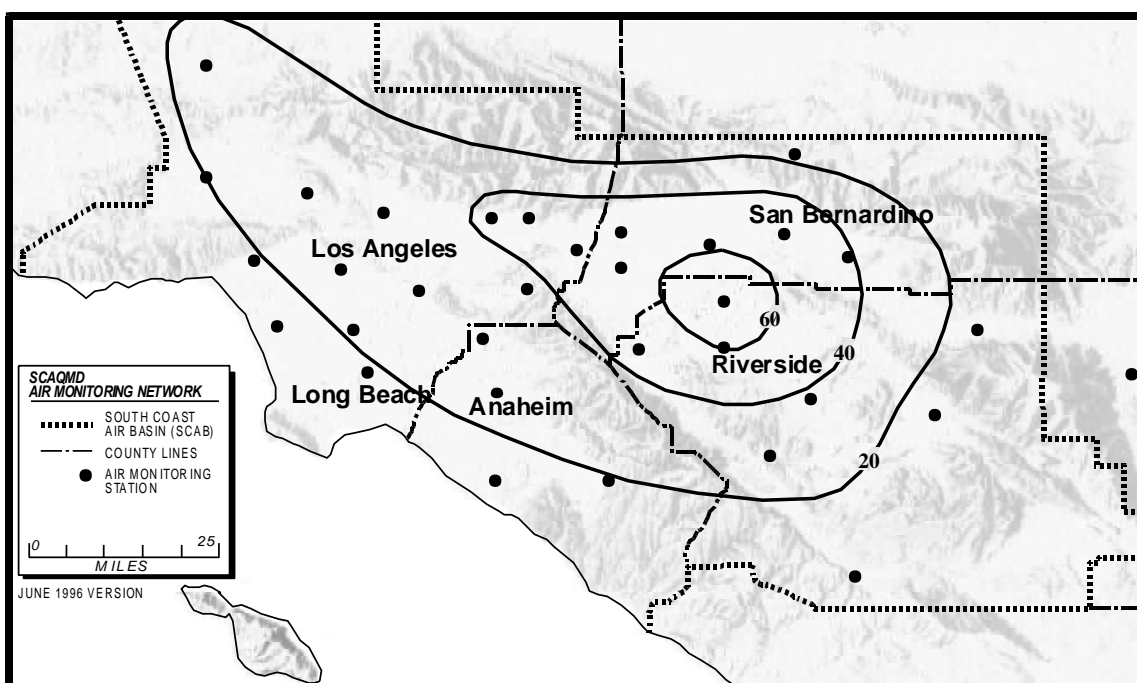 San Bernardino
Los Angeles
60
40
Riverside
Long Beach
Anaheim
20
SCAQMD
AIR MONITORING NETWORK
SOUTH COAST
AIR BASIN (SCAB)
COUNTY LINES
AIR MONITORING
STATION
0 25
MILES
JUNE 1996 VERSION